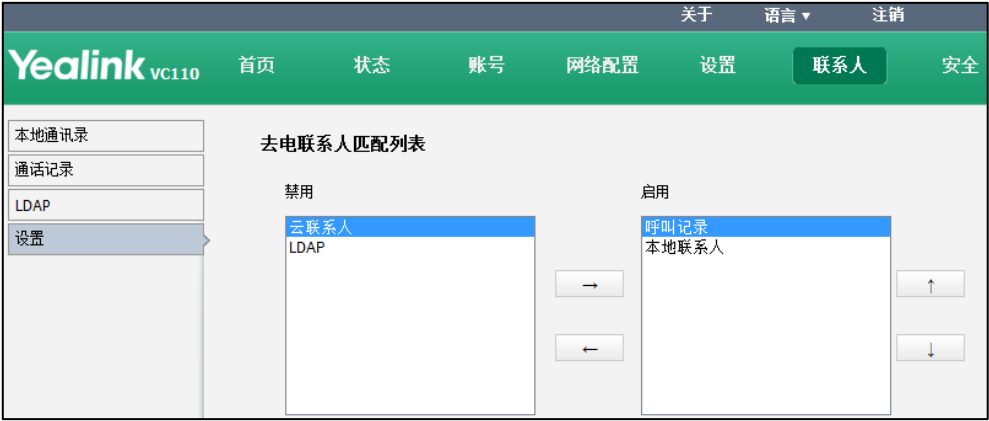 关于 语言▼ 注销
Yealink VC110 首页 状态 账号 网络配置 设置 联系人 安全
本地通讯录
通话记录
LDAP
设置
去电联系人匹配列表
禁用 启用
云联系人 呼叫记录
LDAP 本地联系人
→ ↑
← ↓